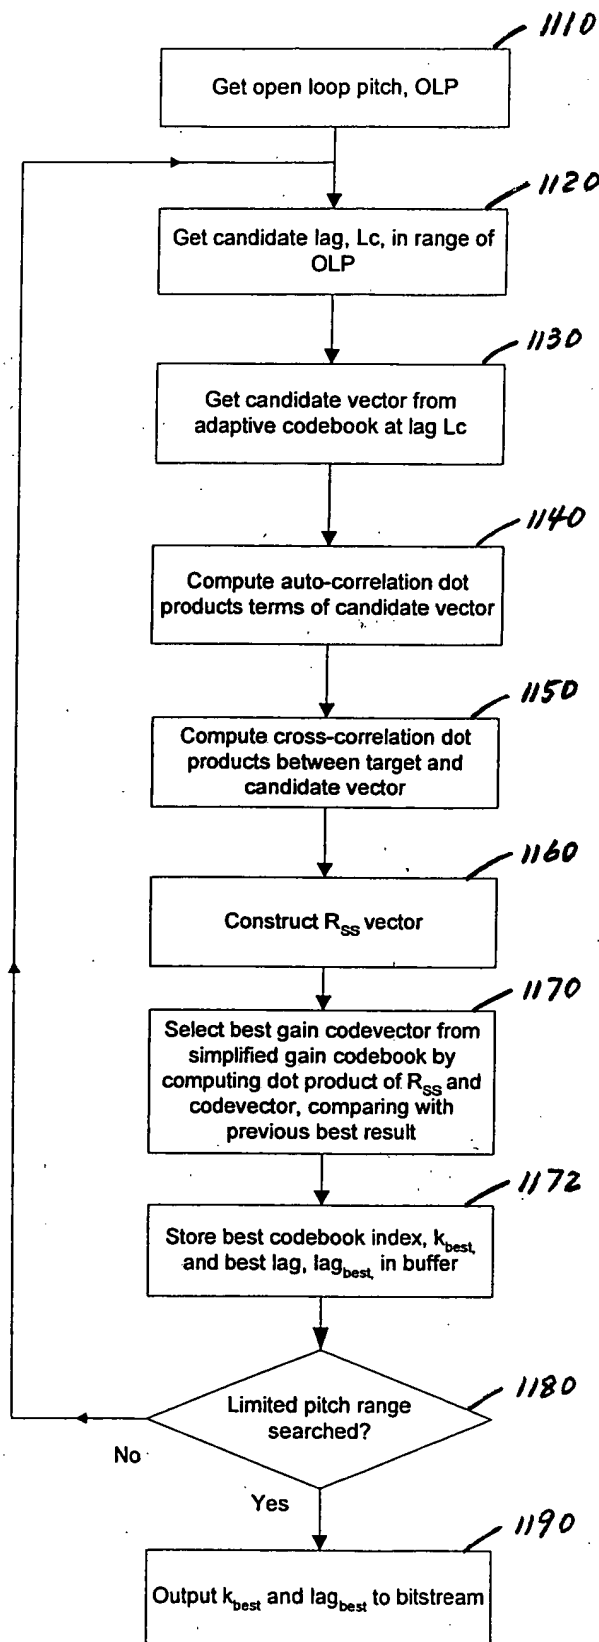 1110
Get open loop pitch, OLP
1120
Get candidate lag, Lc, in range of
OLP
1130
Get candidate vector from
adaptive codebook at lag Lc
1140
Compute auto-correlation dot
products terms of candidate vector
1150
Compute cross-correlation dot
products between target and
candidate vector
1160
Construct R_SS vector
1170
Select best gain codevector from
simplified gain codebook by
computing dot product of R_SS and
codevector, comparing with
previous best result
1172
Store best codebook index, k_best,
and best lag, lag_best, in buffer
1180
Limited pitch range
searched?
No
Yes
1190
Output k_best and lag_best to bitstream